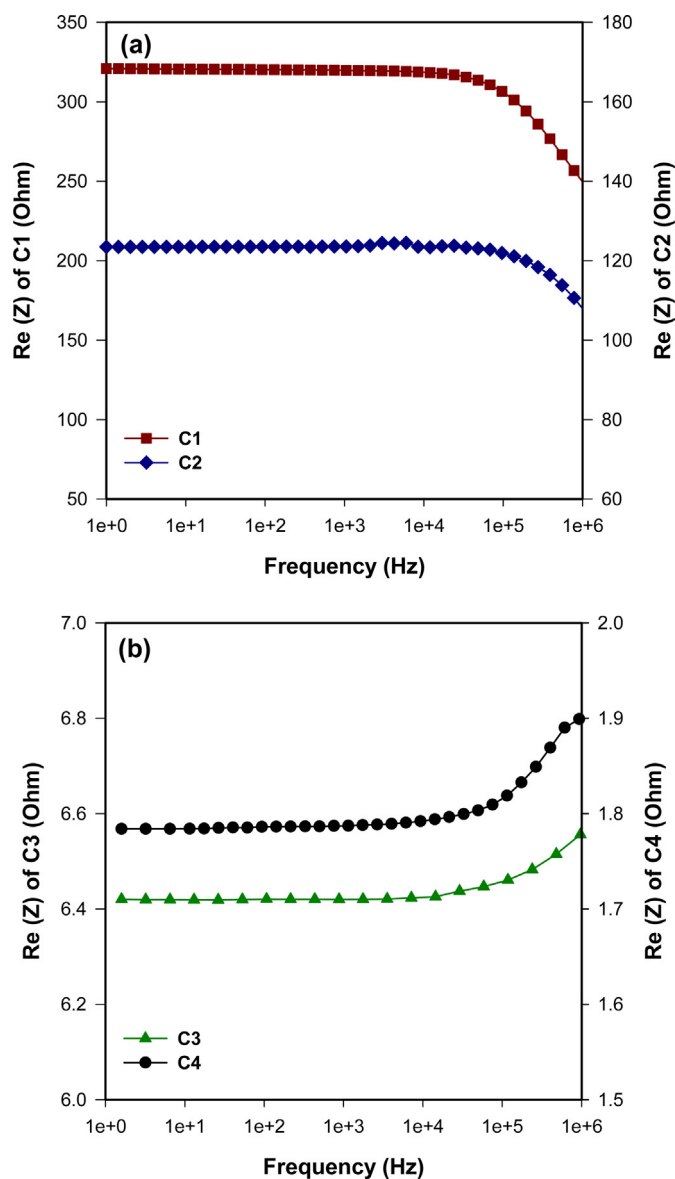 (a)
350
300
250
200
150
100
50
180
160
140
120
100
80
60
Re (Z) of C1 (Ohm)
Re (Z) of C2 (Ohm)
C1
C2
1e+0 1e+1 1e+2 1e+3 1e+4 1e+5 1e+6
Frequency (Hz)
(b)
7.0
6.8
6.6
6.4
6.2
6.0
2.0
1.9
1.8
1.7
1.6
1.5
Re (Z) of C3 (Ohm)
Re (Z) of C4 (Ohm)
C3
C4
1e+0 1e+1 1e+2 1e+3 1e+4 1e+5 1e+6
Frequency (Hz)